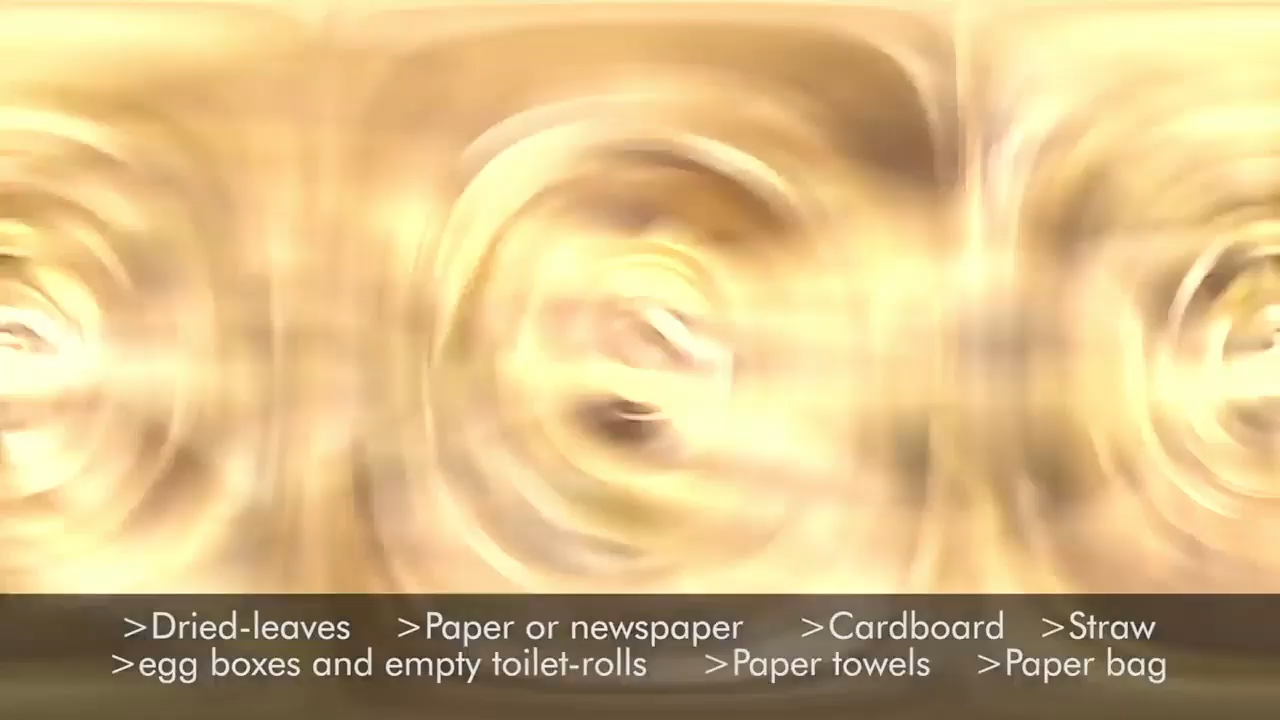 >Dried-leaves >Paper or newspaper >Cardboard >Straw
>egg boxes and empty toilet-rolls >Paper towels >Paper bag